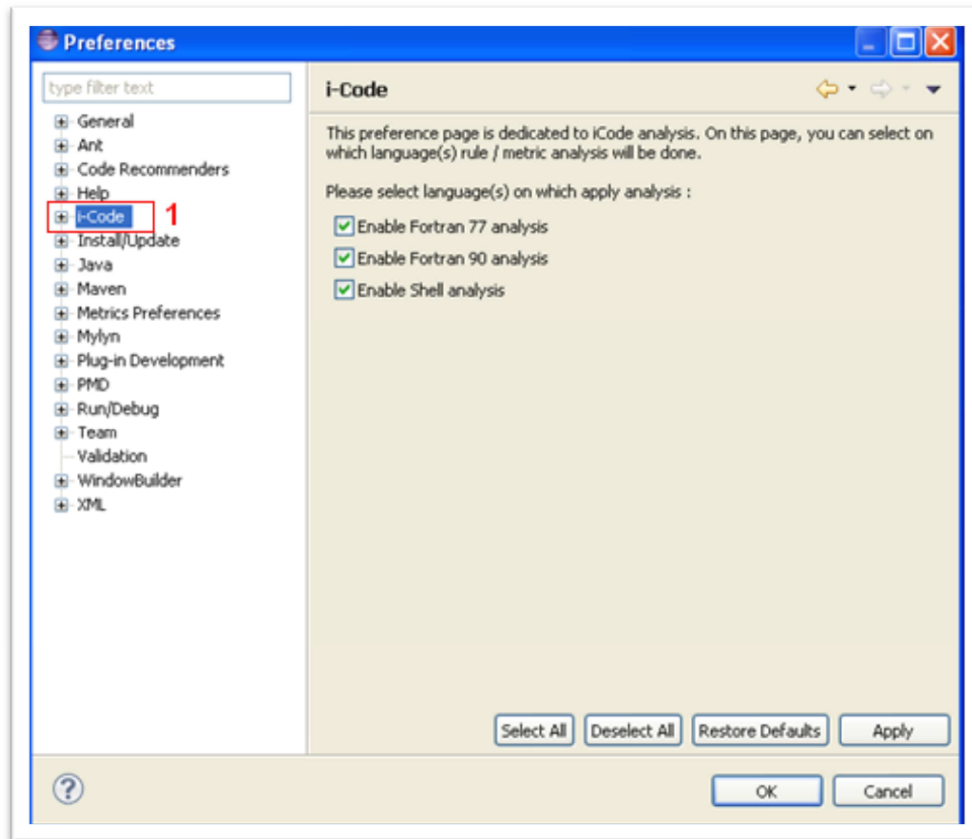 Preferences
type filter text
General
Ant
Code Recommenders
Help
i-Code
1
Install/Update
Java
Maven
Metrics Preferences
Mylyn
Plug-in Development
PMD
Run/Debug
Team
Validation
WindowBuilder
XML
i-Code
This preference page is dedicated to iCode analysis. On this page, you can select on
which language(s) rule / metric analysis will be done.
Please select language(s) on which apply analysis :
Enable Fortran 77 analysis
Enable Fortran 90 analysis
Enable Shell analysis
Select All Deselect All Restore Defaults Apply
OK Cancel